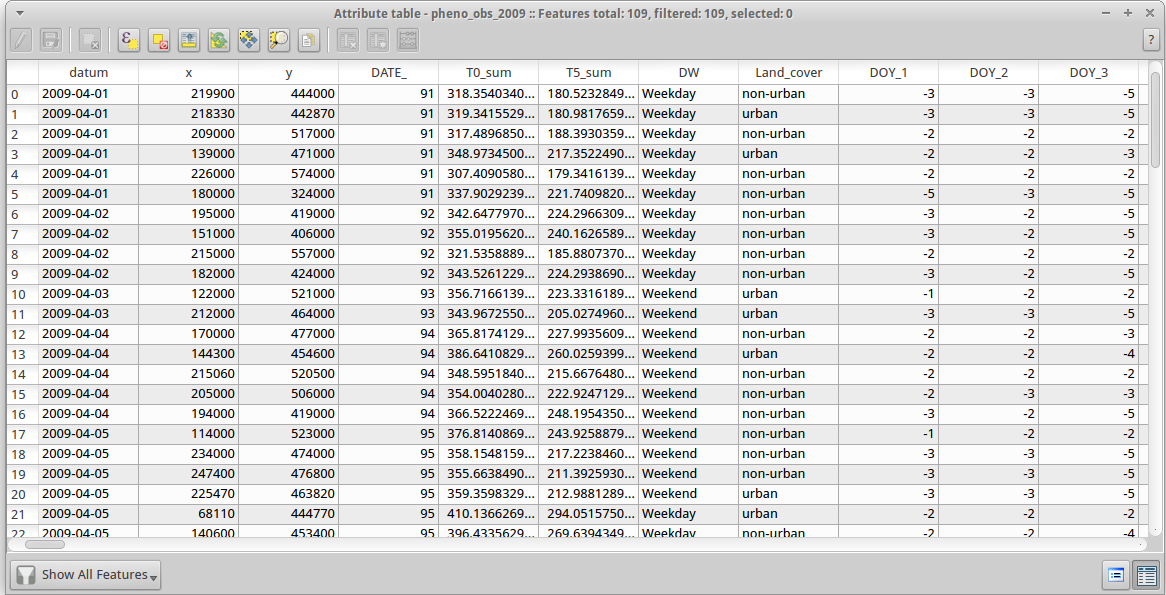 Attribute table - pheno_obs_2009 :: Features total: 109, filtered: 109, selected: 0
ε
?
datum x y DATE_ T0_sum T5_sum DW Land_cover DOY_1 DOY_2 DOY_3
0 2009-04-01 219900 444000 91 318.3540340... 180.5232849... Weekday non-urban -3 -3 -5
1 2009-04-01 218330 442870 91 319.3415529... 180.9817659... Weekday urban -3 -3 -5
2 2009-04-01 209000 517000 91 317.4896850... 188.3930359... Weekday non-urban -2 -2 -2
3 2009-04-01 139000 471000 91 348.9734500... 217.3522490... Weekday urban -2 -2 -3
4 2009-04-01 226000 574000 91 307.4090580... 179.3416139... Weekday non-urban -2 -2 -2
5 2009-04-01 180000 324000 91 337.9029239... 221.7409820... Weekday non-urban -5 -3 -5
6 2009-04-02 195000 419000 92 342.6477970... 224.2966309... Weekday non-urban -3 -2 -5
7 2009-04-02 151000 406000 92 355.0195620... 240.1626589... Weekday non-urban -3 -2 -5
8 2009-04-02 215000 557000 92 321.5358889... 185.8807370... Weekday non-urban -2 -2 -2
9 2009-04-02 182000 424000 92 343.5261229... 224.2938690... Weekday non-urban -3 -2 -5
10 2009-04-03 122000 521000 93 356.7166139... 223.3316189... Weekend urban -1 -2 -2
11 2009-04-03 212000 464000 93 343.9672550... 205.0274960... Weekend urban -3 -3 -5
12 2009-04-04 170000 477000 94 365.8174129... 227.9935609... Weekend non-urban -2 -2 -3
13 2009-04-04 144300 454600 94 386.6410829... 260.0259399... Weekend urban -2 -2 -4
14 2009-04-04 215060 520500 94 348.5951840... 215.6676480... Weekend non-urban -2 -2 -2
15 2009-04-04 205000 506000 94 354.0040280... 222.9247129... Weekend non-urban -2 -3 -3
16 2009-04-04 194000 419000 94 366.5222469... 248.1954350... Weekend non-urban -3 -2 -5
17 2009-04-05 114000 523000 95 376.8140869... 243.9258879... Weekend non-urban -1 -2 -2
18 2009-04-05 234000 474000 95 358.1548159... 217.2238460... Weekend non-urban -3 -3 -5
19 2009-04-05 247400 476800 95 355.6638490... 211.3925930... Weekend non-urban -3 -3 -5
20 2009-04-05 225470 463820 95 359.3598329... 212.9881289... Weekend urban -3 -3 -5
21 2009-04-05 68110 444770 95 410.1366269... 294.0515750... Weekday urban -2 -2 -2
22 2009-04-05 140600 453400 95 396.4335629... 269.6394349... Weekend non-urban -2 -2 -4
Show All Features